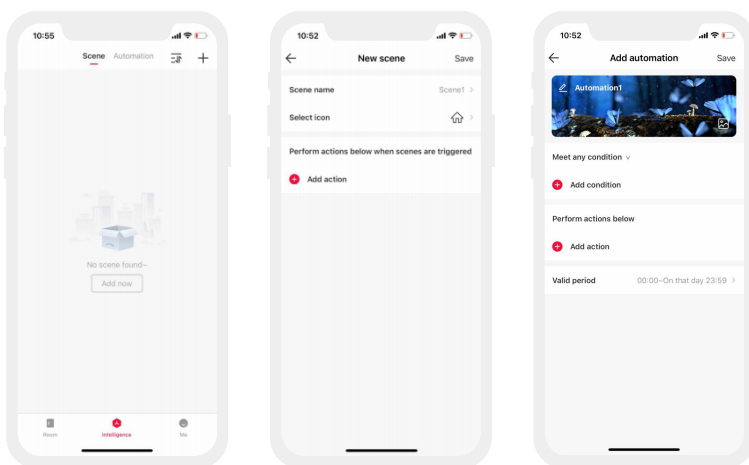 10:55
Scene Automation
No scene found~
Add now
Room Intelligence Me
10:52
New scene Save
Scene name Scene1 >
Select icon >
Perform actions below when scenes are triggered
Add action
10:52
Add automation Save
Automation1
Meet any condition
Add condition
Perform actions below
Add action
Valid period 00:00~On that day 23:59 >